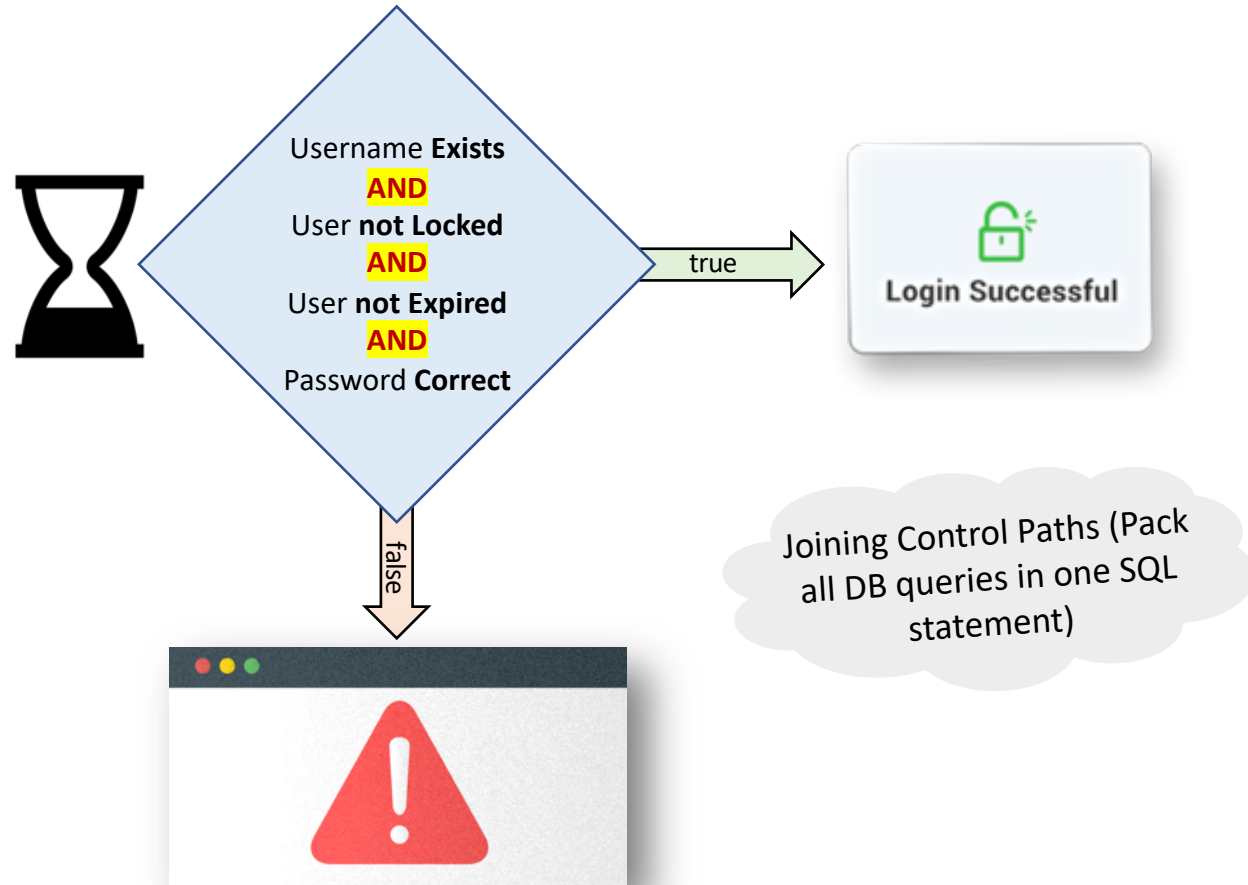 Username Exists
AND
User not Locked
AND
User not Expired
AND
Password Correct
true
Login Successful
false
Joining Control Paths (Pack
all DB queries in one SQL
statement)